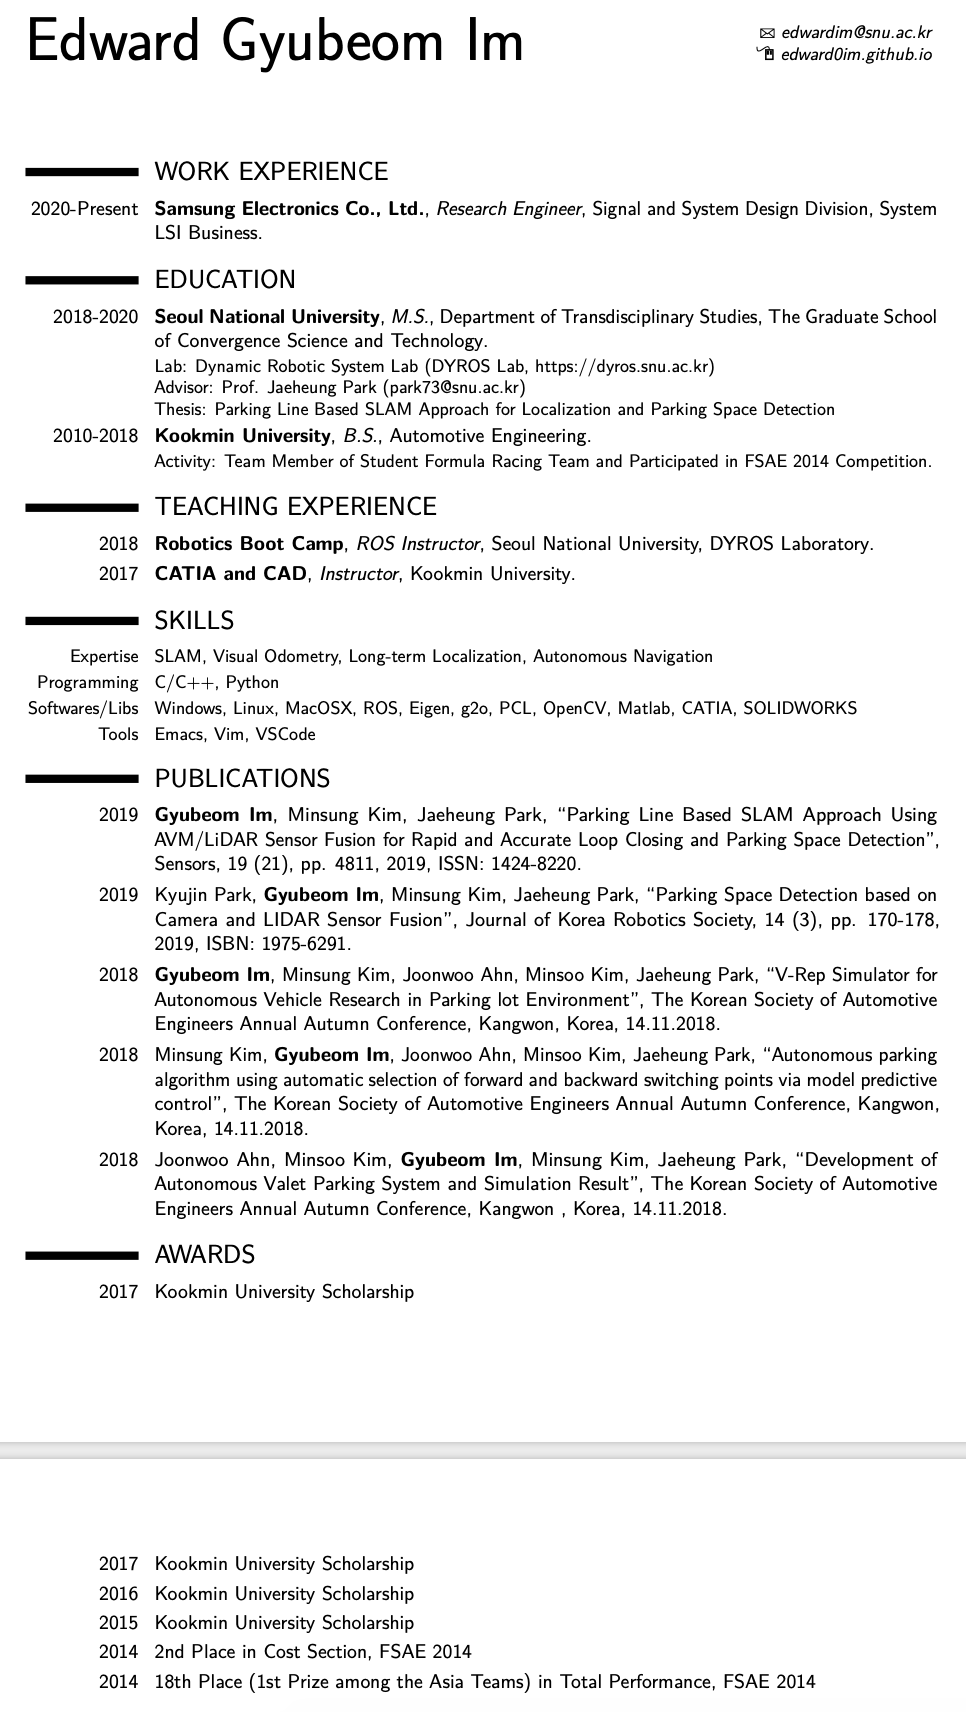 Edward Gyubeom Im
edwardim@snu.ac.kr
edward0im.github.io
WORK EXPERIENCE
2020-Present Samsung Electronics Co., Ltd., Research Engineer, Signal and System Design Division, System
LSI Business.
EDUCATION
2018-2020 Seoul National University, M.S., Department of Transdisciplinary Studies, The Graduate School
of Convergence Science and Technology.
Lab: Dynamic Robotic System Lab (DYROS Lab, https://dyros.snu.ac.kr)
Advisor: Prof. Jaeheung Park (park73@snu.ac.kr)
Thesis: Parking Line Based SLAM Approach for Localization and Parking Space Detection
2010-2018 Kookmin University, B.S., Automotive Engineering.
Activity: Team Member of Student Formula Racing Team and Participated in FSAE 2014 Competition.
TEACHING EXPERIENCE
2018 Robotics Boot Camp, ROS Instructor, Seoul National University, DYROS Laboratory.
2017 CATIA and CAD, Instructor, Kookmin University.
SKILLS
Expertise SLAM, Visual Odometry, Long-term Localization, Autonomous Navigation
Programming C/C++, Python
Softwares/Libs Windows, Linux, MacOSX, ROS, Eigen, g2o, PCL, OpenCV, Matlab, CATIA, SOLIDWORKS
Tools Emacs, Vim, VSCode
PUBLICATIONS
2019 Gyubeom Im, Minsung Kim, Jaeheung Park, “Parking Line Based SLAM Approach Using
AVM/LiDAR Sensor Fusion for Rapid and Accurate Loop Closing and Parking Space Detection”,
Sensors, 19 (21), pp. 4811, 2019, ISSN: 1424-8220.
2019 Kyujin Park, Gyubeom Im, Minsung Kim, Jaeheung Park, “Parking Space Detection based on
Camera and LIDAR Sensor Fusion”, Journal of Korea Robotics Society, 14 (3), pp. 170-178,
2019, ISBN: 1975-6291.
2018 Gyubeom Im, Minsung Kim, Joonwoo Ahn, Minsoo Kim, Jaeheung Park, “V-Rep Simulator for
Autonomous Vehicle Research in Parking lot Environment”, The Korean Society of Automotive
Engineers Annual Autumn Conference, Kangwon, Korea, 14.11.2018.
2018 Minsung Kim, Gyubeom Im, Joonwoo Ahn, Minsoo Kim, Jaeheung Park, “Autonomous parking
algorithm using automatic selection of forward and backward switching points via model predictive
control”, The Korean Society of Automotive Engineers Annual Autumn Conference, Kangwon,
Korea, 14.11.2018.
2018 Joonwoo Ahn, Minsoo Kim, Gyubeom Im, Minsung Kim, Jaeheung Park, “Development of
Autonomous Valet Parking System and Simulation Result”, The Korean Society of Automotive
Engineers Annual Autumn Conference, Kangwon , Korea, 14.11.2018.
AWARDS
2017 Kookmin University Scholarship
2017 Kookmin University Scholarship
2016 Kookmin University Scholarship
2015 Kookmin University Scholarship
2014 2nd Place in Cost Section, FSAE 2014
2014 18th Place (1st Prize among the Asia Teams) in Total Performance, FSAE 2014